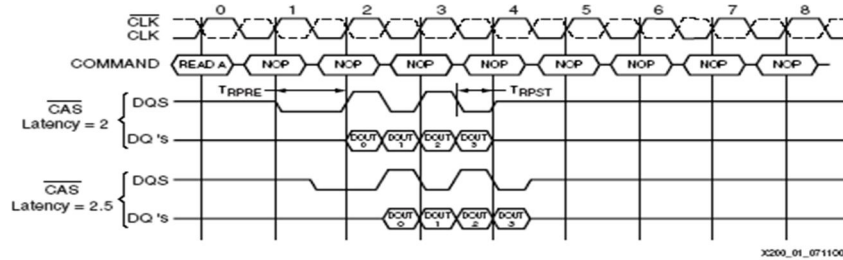 0 1 2 3 4 5 6 7 8
CLK
CLK
COMMAND READ A NOP NOP NOP NOP NOP NOP NOP NOP
TRPRE TRPST
CAS Latency = 2
DQS
DQ's DOUT 0 DOUT 1 DOUT 2 DOUT 3
CAS Latency = 2.5
DQS
DQ's DOUT 0 DOUT 1 DOUT 2 DOUT 3
X200_01_071100